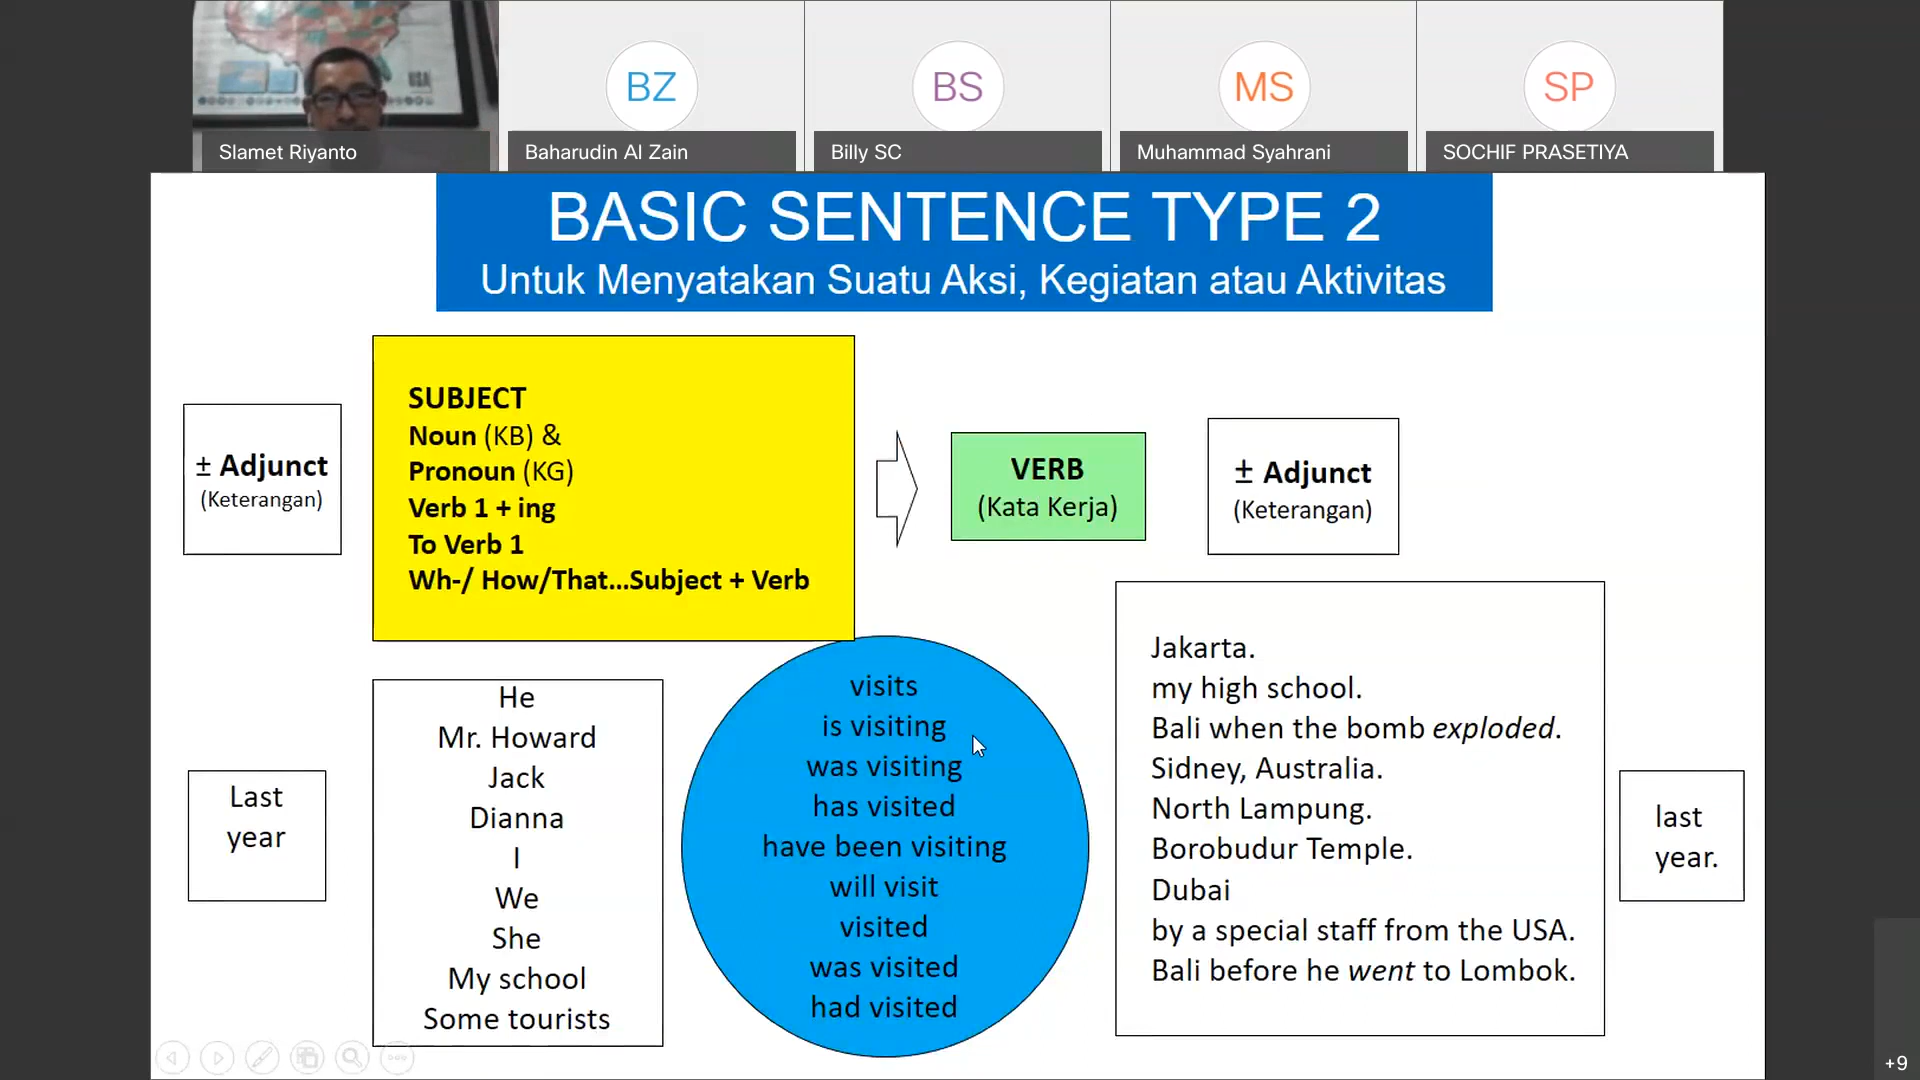 USA
BZ
BS
MS
SP
Slamet Riyanto
Baharudin Al Zain
Billy SC
Muhammad Syahrani
SOCHIF PRASETIYA
BASIC SENTENCE TYPE 2
Untuk Menyatakan Suatu Aksi, Kegiatan atau Aktivitas
± Adjunct
(Keterangan)
SUBJECT
Noun (KB) &
Pronoun (KG)
Verb 1 + ing
To Verb 1
Wh-/ How/That...Subject + Verb
VERB
(Kata Kerja)
± Adjunct
(Keterangan)
Last
year
He
Mr. Howard
Jack
Dianna
I
We
She
My school
Some tourists
visits
is visiting
was visiting
has visited
have been visiting
will visit
visited
was visited
had visited
Jakarta.
my high school.
Bali when the bomb exploded.
Sidney, Australia.
North Lampung.
Borobudur Temple.
Dubai
by a special staff from the USA.
Bali before he went to Lombok.
last
year.
+9